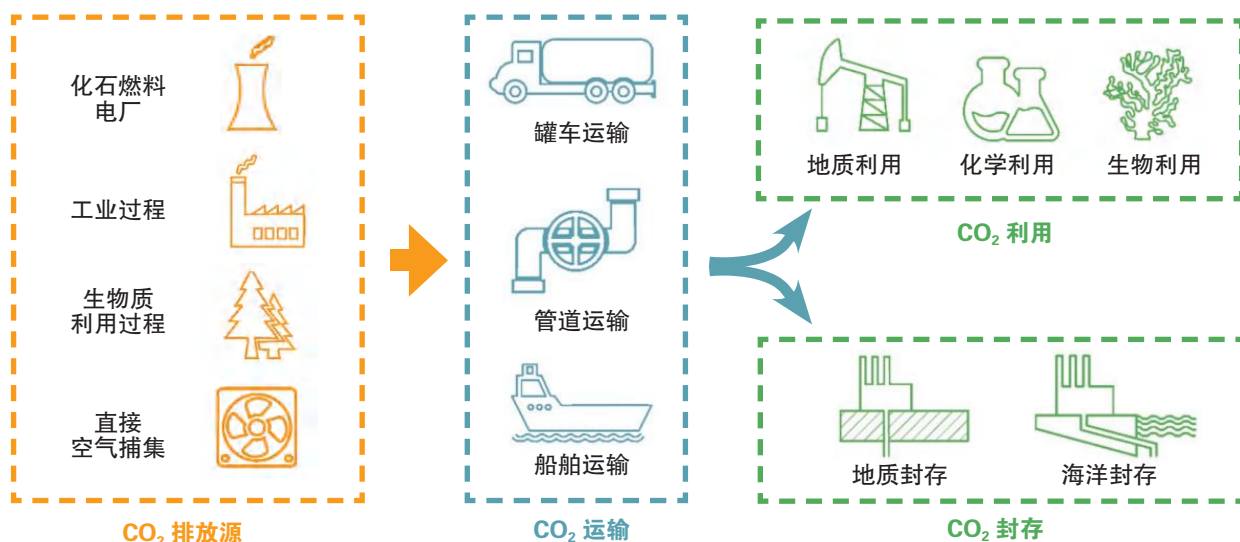 化石燃料
电厂
工业过程
生物质
利用过程
直接
空气捕集
CO₂ 排放源
罐车运输
管道运输
船舶运输
CO₂ 运输
地质利用
化学利用
生物利用
CO₂ 利用
地质封存
海洋封存
CO₂ 封存